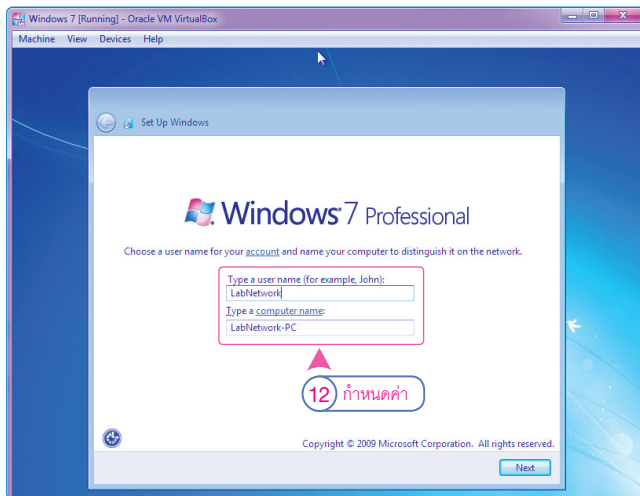 Windows 7 [Running] - Oracle VM VirtualBox
Machine View Devices Help
Set Up Windows
Windows 7 Professional
Choose a user name for your account and name your computer to distinguish it on the network.
Type a user name (for example, John):
LabNetwork
Type a computer name:
LabNetwork-PC
12 กำหนดค่า
Copyright © 2009 Microsoft Corporation. All rights reserved.
Next